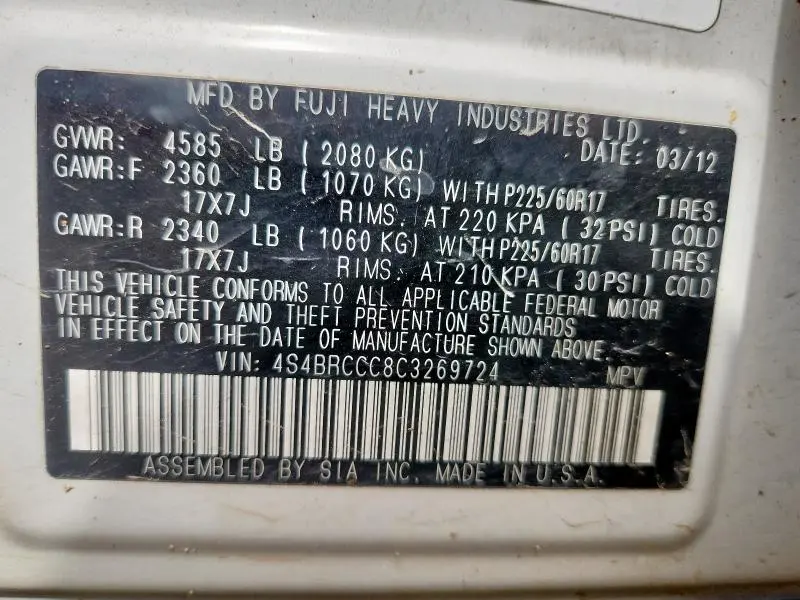 MFD BY FUJI HEAVY INDUSTRIES LTD.
GVWR: 4585 LB ( 2080 KG) DATE: 03/12
GAWR:F 2360 LB ( 1070 KG) WITH P225/60R17 TIRES.
17X7J RIMS. AT 220 KPA ( 32 PSI) COLD
GAWR:R 2340 LB ( 1060 KG) WITH P225/60R17 TIRES.
17X7J RIMS. AT 210 KPA ( 30 PSI) COLD
THIS VEHICLE CONFORMS TO ALL APPLICABLE FEDERAL MOTOR
VEHICLE SAFETY AND THEFT PREVENTION STANDARDS
IN EFFECT ON THE DATE OF MANUFACTURE SHOWN ABOVE.
VIN: 4S4BRCCC8C3269724 MPV
ASSEMBLED BY SIA INC. MADE IN U.S.A.